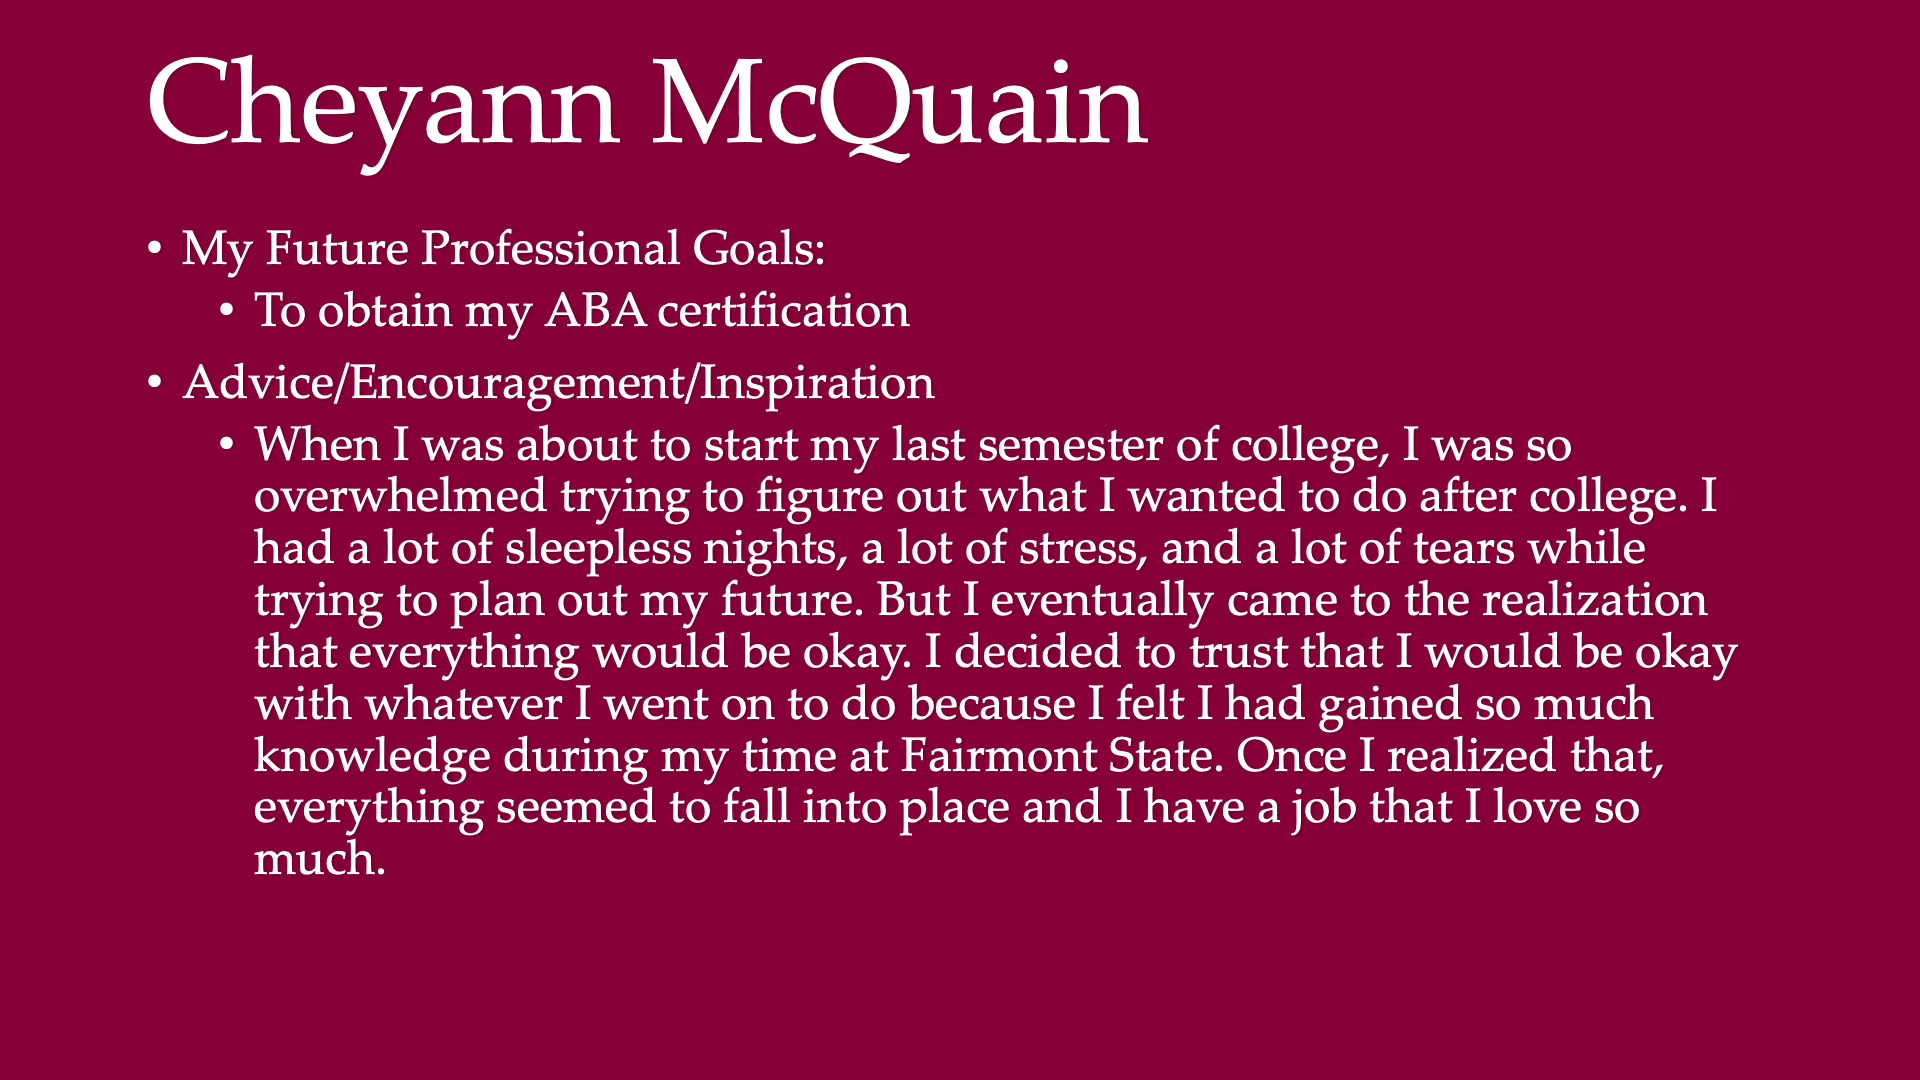 Cheyann McQuain
• My Future Professional Goals:
• To obtain my ABA certification
• Advice/Encouragement/Inspiration
• When I was about to start my last semester of college, I was so
overwhelmed trying to figure out what I wanted to do after college. I
had a lot of sleepless nights, a lot of stress, and a lot of tears while
trying to plan out my future. But I eventually came to the realization
that everything would be okay. I decided to trust that I would be okay
with whatever I went on to do because I felt I had gained so much
knowledge during my time at Fairmont State. Once I realized that,
everything seemed to fall into place and I have a job that I love so
much.